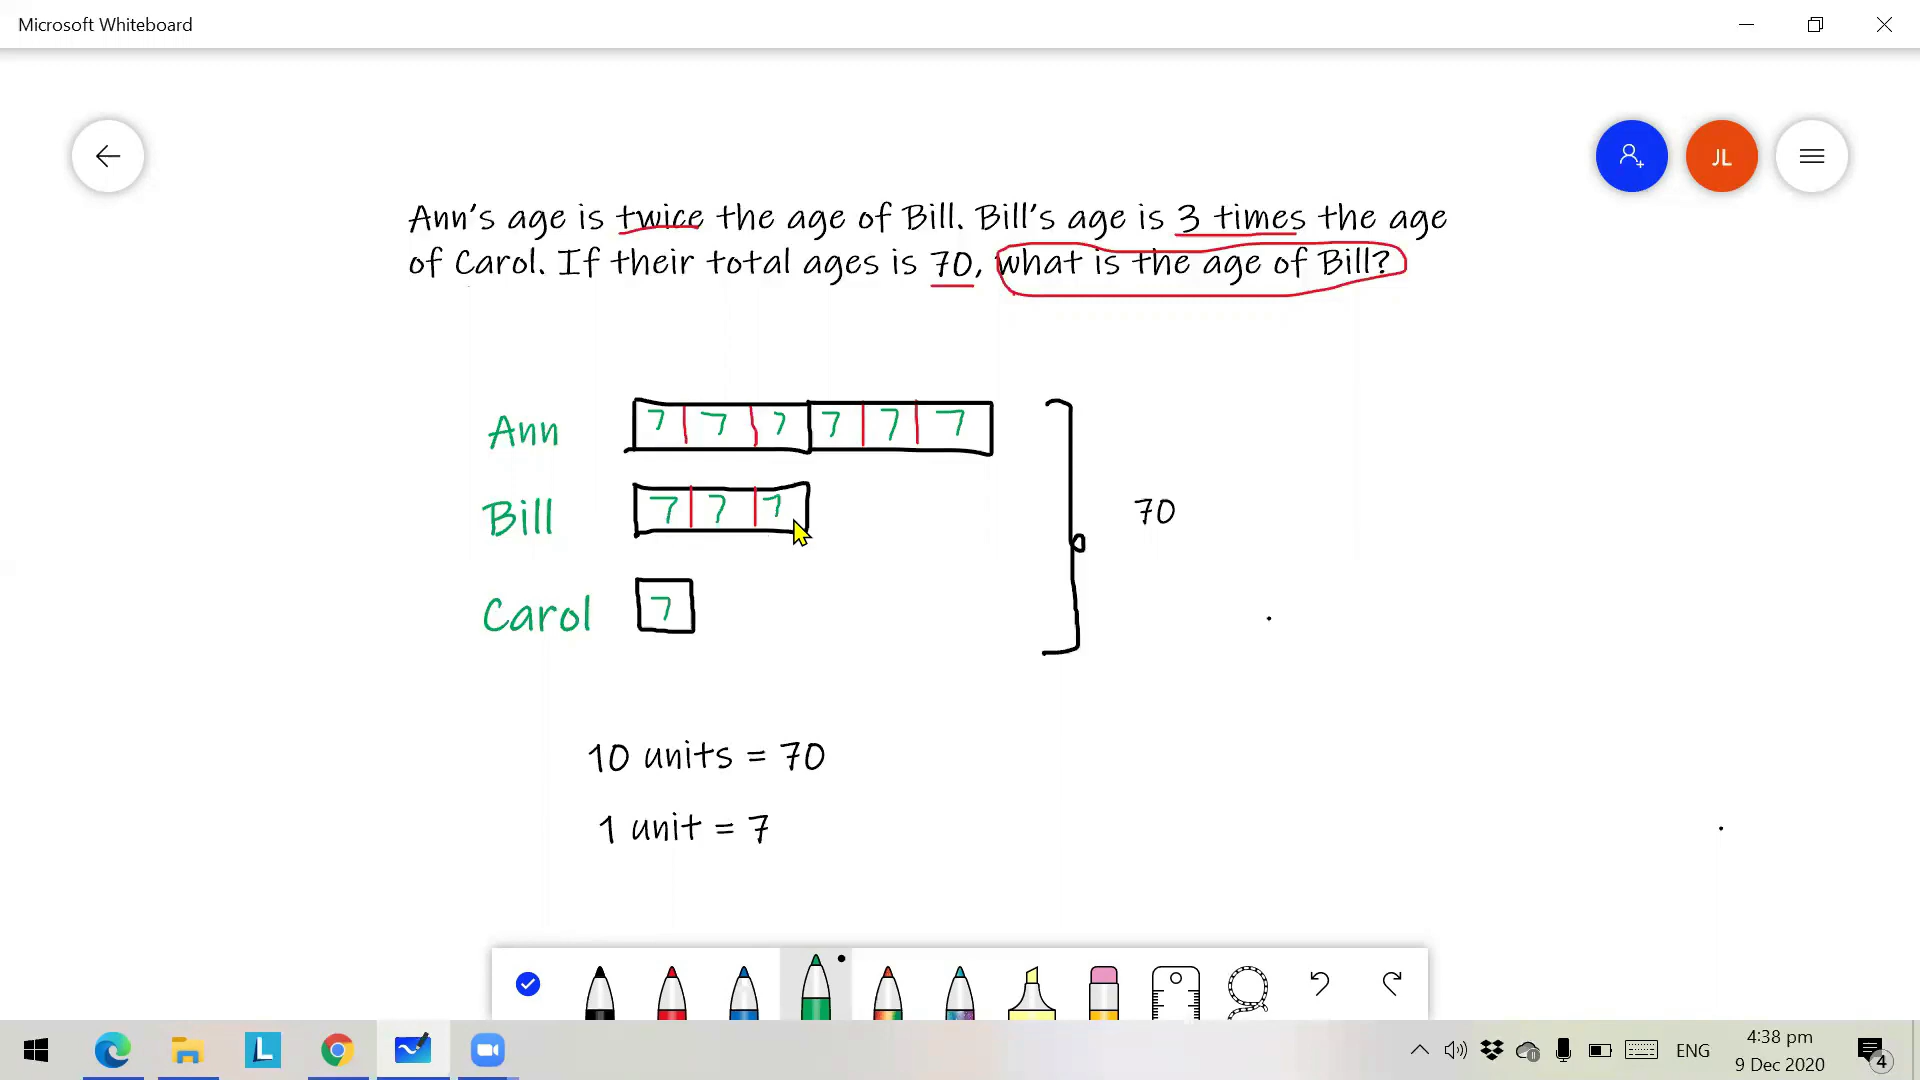 Microsoft Whiteboard
JL
Ann's age is twice the age of Bill. Bill's age is 3 times the age
of Carol. If their total ages is 70, what is the age of Bill?
Ann 7 7 7 7 7 7
Bill 7 7 7
70
Carol 7
10 units = 70
1 unit = 7
L
ENG
4:38 pm
9 Dec 2020
4